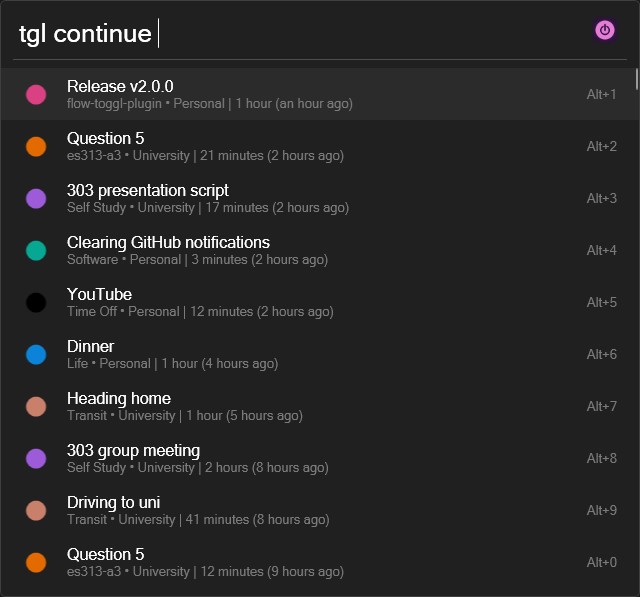 tgl continue
Release v2.0.0
flow-toggl-plugin • Personal | 1 hour (an hour ago)
Alt+1
Question 5
es313-a3 • University | 21 minutes (2 hours ago)
Alt+2
303 presentation script
Self Study • University | 17 minutes (2 hours ago)
Alt+3
Clearing GitHub notifications
Software • Personal | 3 minutes (2 hours ago)
Alt+4
YouTube
Time Off • Personal | 12 minutes (2 hours ago)
Alt+5
Dinner
Life • Personal | 1 hour (4 hours ago)
Alt+6
Heading home
Transit • University | 1 hour (5 hours ago)
Alt+7
303 group meeting
Self Study • University | 2 hours (8 hours ago)
Alt+8
Driving to uni
Transit • University | 41 minutes (8 hours ago)
Alt+9
Question 5
es313-a3 • University | 12 minutes (9 hours ago)
Alt+0